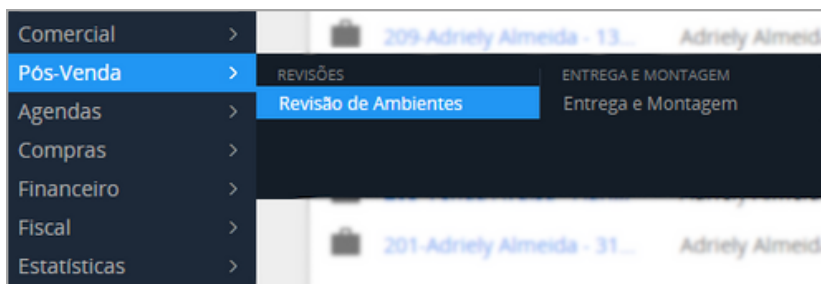 Comercial
209-Adriely Almeida - 13... Adriely Almeid
Pós-Venda
REVISÕES
ENTREGA E MONTAGEM
Revisão de Ambientes
Entrega e Montagem
Agendas
Compras
Financeiro
Fiscal
201-Adriely Almeida - 31... Adriely Almeid
Estatísticas